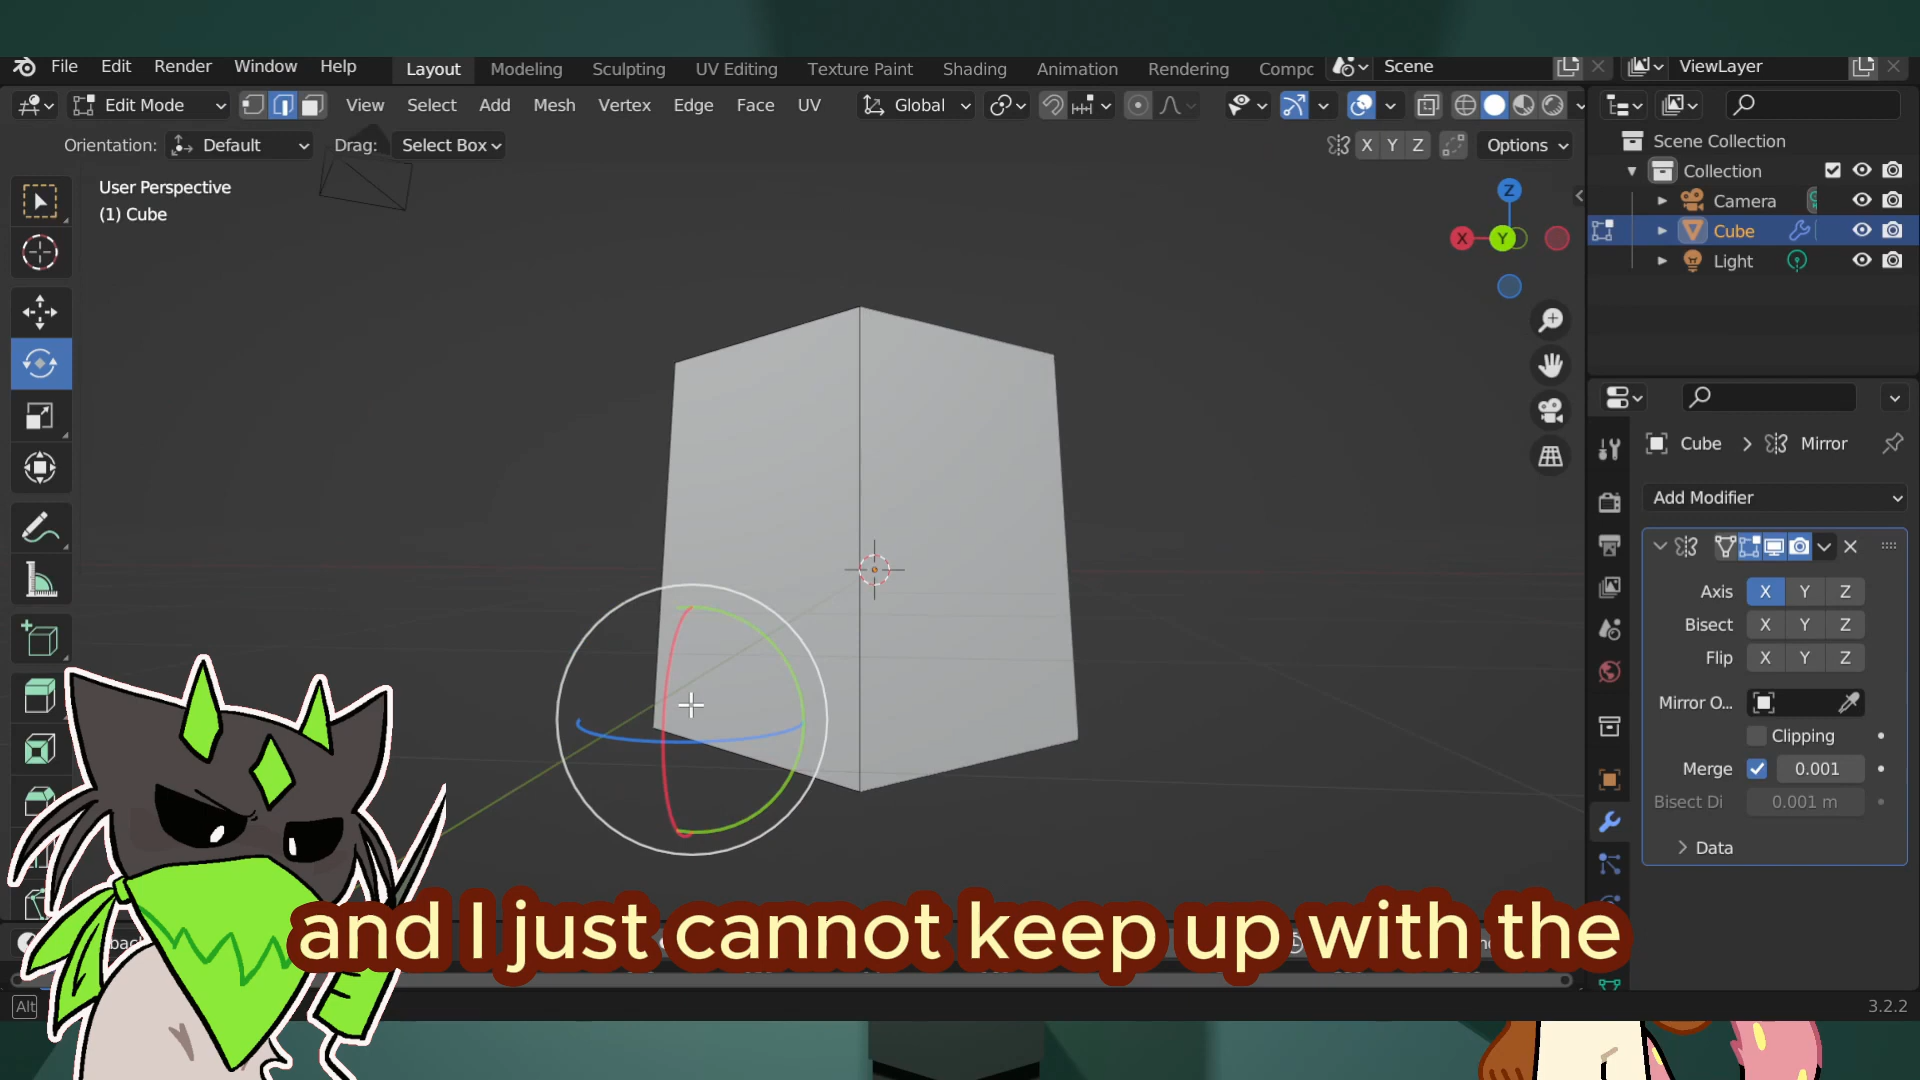 File Edit Render Window Help Layout Modeling Sculpting UV Editing Texture Paint Shading Animation Rendering Compc Scene ViewLayer
Edit Mode View Select Add Mesh Vertex Edge Face UV Global
Orientation: Default Drag: Select Box X Y Z Options
Scene Collection
Collection
Camera
Cube
Light
User Perspective
(1) Cube
Z
X Y
Cube > Mirror
Add Modifier
Axis X Y Z
Bisect X Y Z
Flip X Y Z
Mirror O...
Clipping
Merge 0.001
Bisect Di 0.001 m
Data
and I just cannot keep up with the
Alt 3.2.2